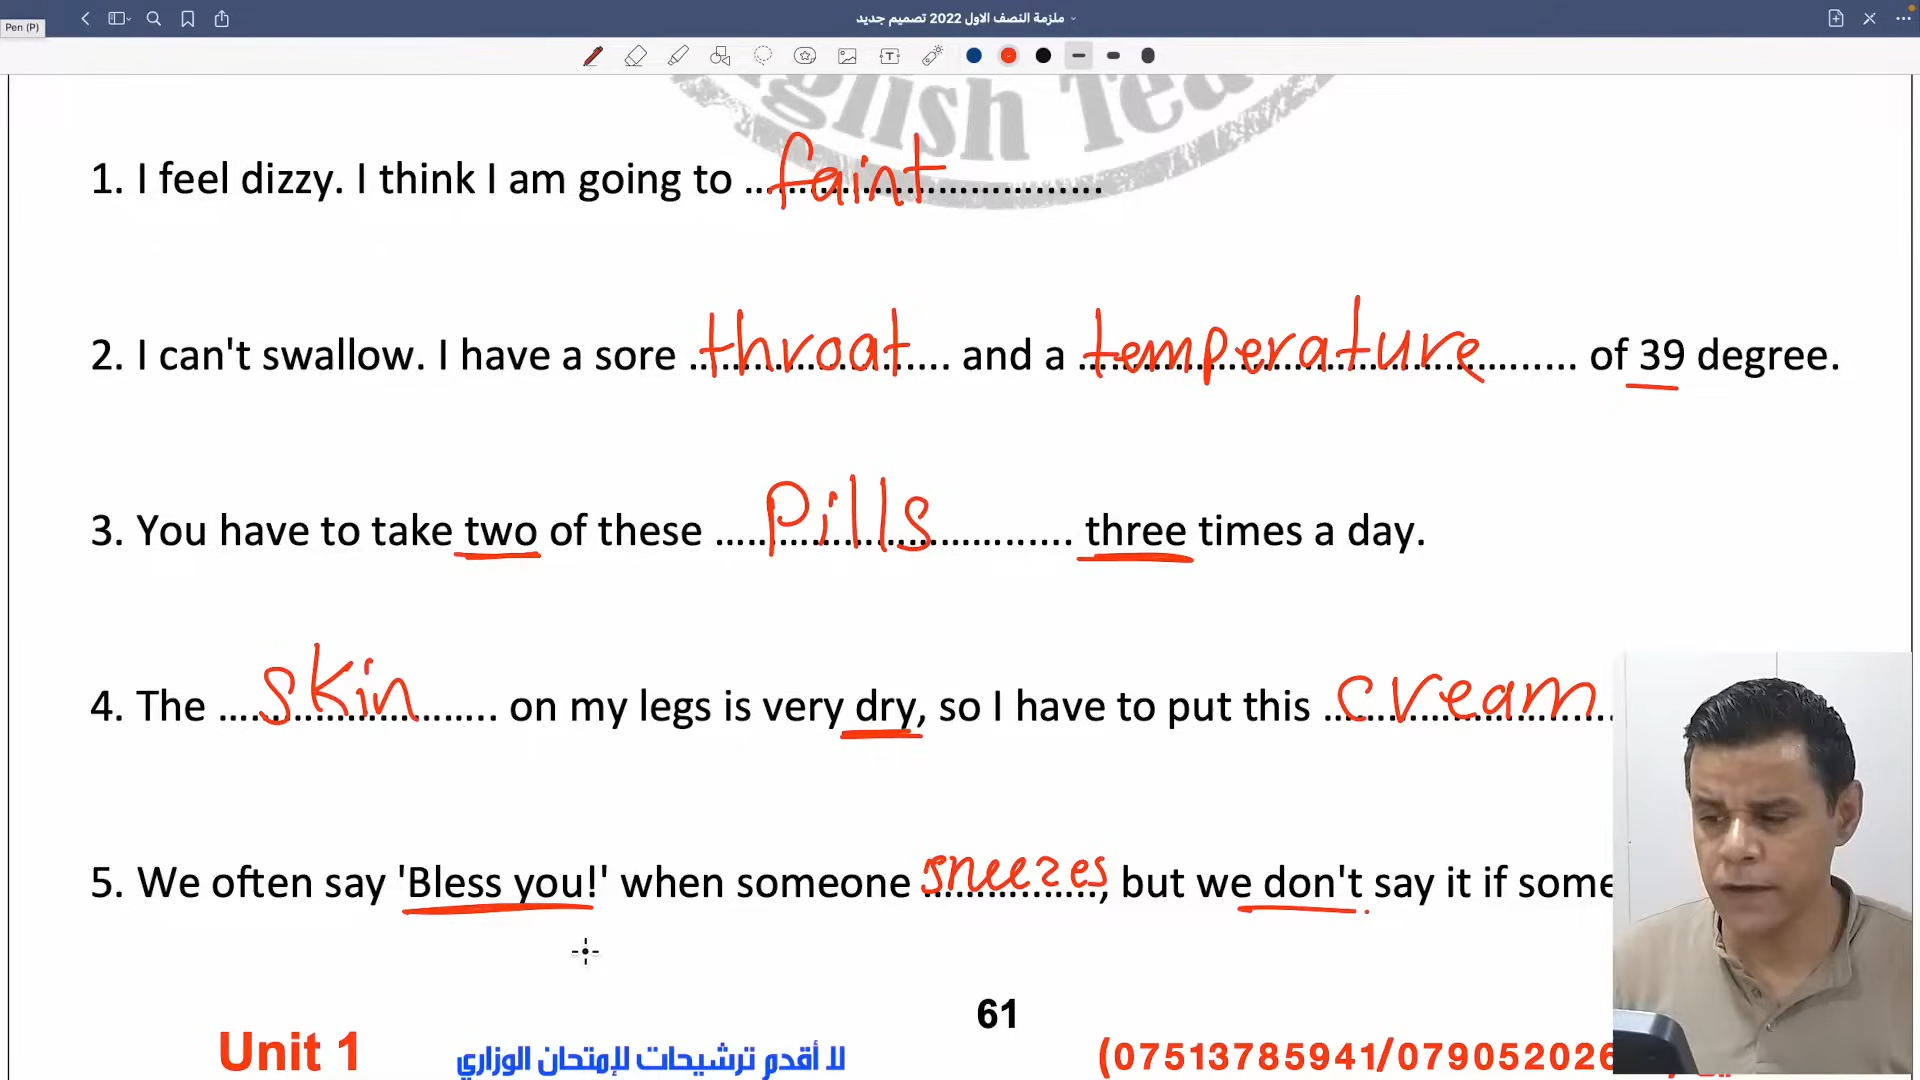 Pen (P)
ملزمة النصف الاول 2022 تصميم جديد
English Tea
1. I feel dizzy. I think I am going to ... faint ...
2. I can't swallow. I have a sore ... throat ... and a ... temperature ... of 39 degree.
3. You have to take two of these ... pills ... three times a day.
4. The ... skin ... on my legs is very dry, so I have to put this ... cream ...
5. We often say 'Bless you!' when someone ... sneezes ..., but we don't say it if some
61
Unit 1 لا أقدم ترشيحات للإمتحان الوزاري (07513785941/079052026